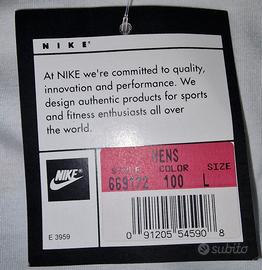 NIKE
At NIKE we're committed to quality,
innovation and performance. We
design authentic products for sports
and fitness enthusiasts all over
the world.
MENS
STYLE COLOR SIZE
669172 100 L
NIKE
0 91205 54590 8
E 3959
subito